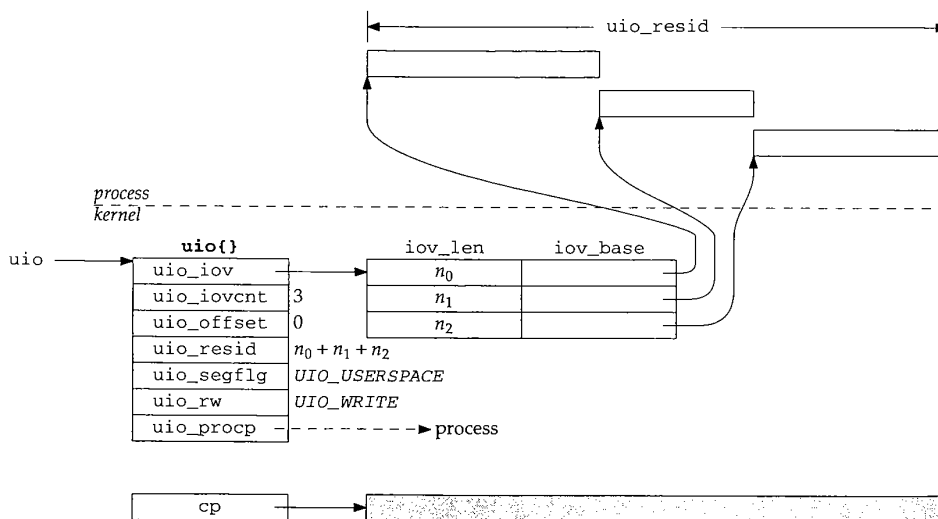 uio_resid
process
kernel
uio{}
iov_len iov_base
uio
uio_iov n0
uio_iovcnt 3 n1
uio_offset 0 n2
uio_resid n0 + n1 + n2
uio_segflg UIO_USERSPACE
uio_rw UIO_WRITE
uio_procp process
cp